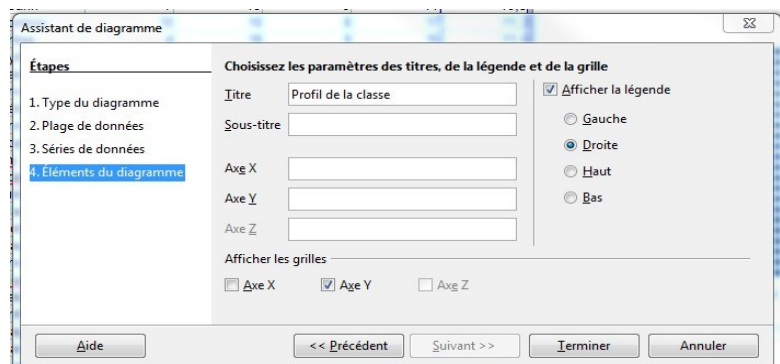 Assistant de diagramme
Étapes
1. Type du diagramme
2. Plage de données
3. Séries de données
4. Éléments du diagramme
Choisissez les paramètres des titres, de la légende et de la grille
Titre Profil de la classe
Sous-titre
Axe X
Axe Y
Axe Z
Afficher la légende
Gauche
Droite
Haut
Bas
Afficher les grilles
Axe X Axe Y Axe Z
Aide << Précédent Suivant >> Terminer Annuler